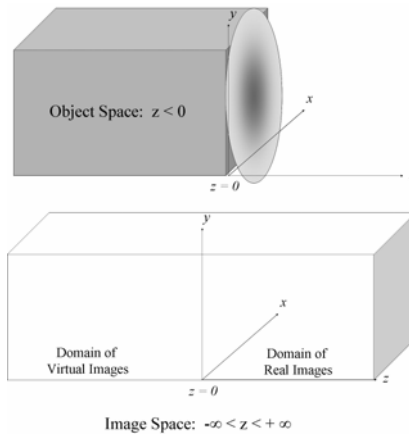 y
Object Space: z < 0
x
z = 0
y
x
Domain of
Virtual Images
Domain of
Real Images
z
z = 0
Image Space: -∞ < z < + ∞